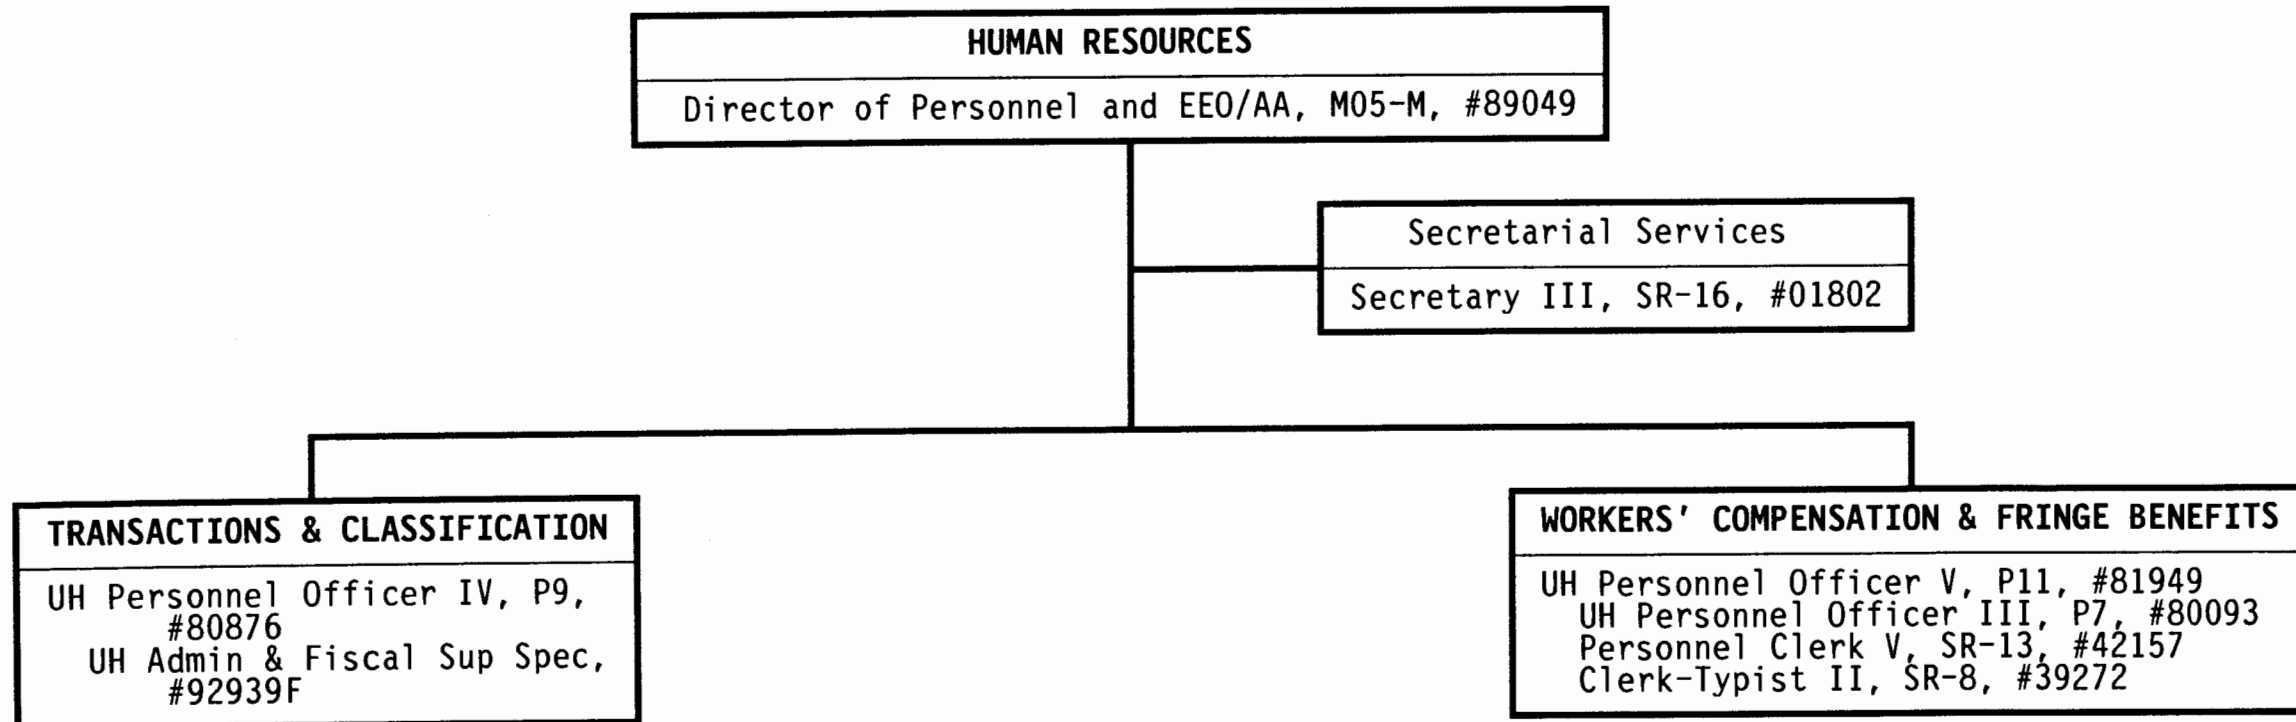 HUMAN RESOURCES
Director of Personnel and EEO/AA, M05-M, #89049
Secretarial Services
Secretary III, SR-16, #01802
TRANSACTIONS & CLASSIFICATION
UH Personnel Officer IV, P9,
#80876
UH Admin & Fiscal Sup Spec,
#92939F
WORKERS' COMPENSATION & FRINGE BENEFITS
UH Personnel Officer V, P11, #81949
UH Personnel Officer III, P7, #80093
Personnel Clerk V, SR-13, #42157
Clerk-Typist II, SR-8, #39272